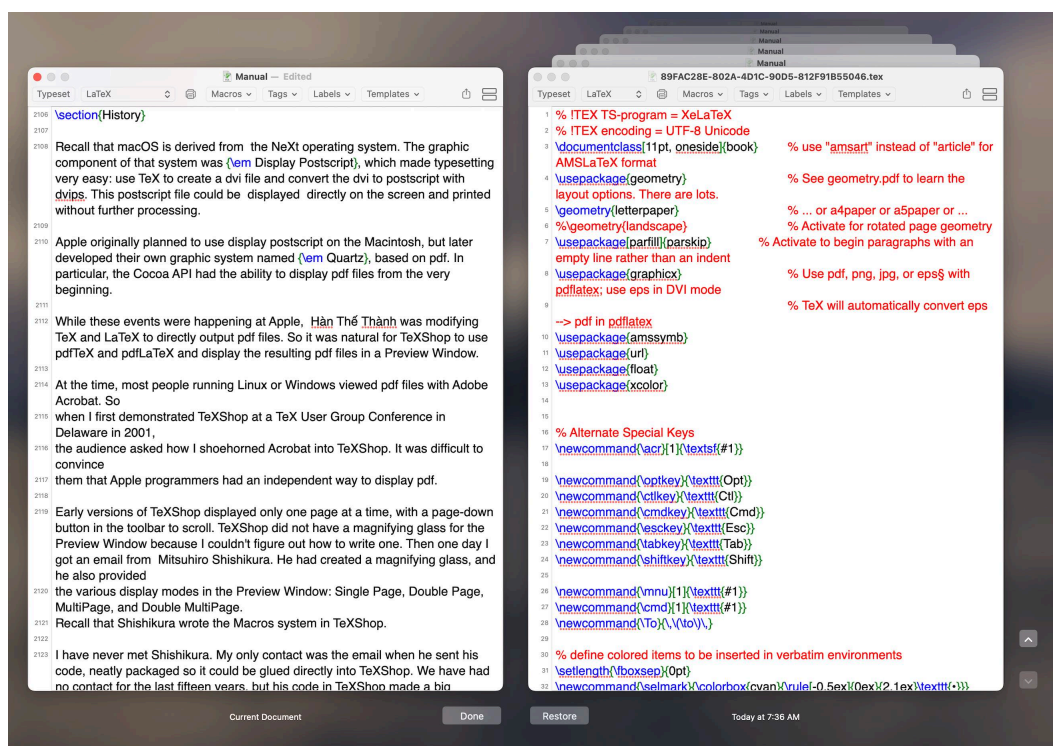 Manual
Manual
Manual
Manual — Edited
Typeset LaTeX Macros Tags Labels Templates
2106 \section{History}
2107
2108 Recall that macOS is derived from  the NeXt operating system. The graphic
component of that system was {\em Display Postscript}, which made typesetting
very easy: use TeX to create a dvi file and convert the dvi to postscript with
dvips. This postscript file could be  displayed  directly on the screen and printed
without further processing.
2109
2110 Apple originally planned to use display postscript on the Macintosh, but later
developed their own graphic system named {\em Quartz}, based on pdf. In
particular, the Cocoa API had the ability to display pdf files from the very
beginning.
2111
2112 While these events were happening at Apple,  Hàn Thế Thành was modifying
TeX and LaTeX to directly output pdf files. So it was natural for TeXShop to use
pdfTeX and pdfLaTeX and display the resulting pdf files in a Preview Window.
2113
2114 At the time, most people running Linux or Windows viewed pdf files with Adobe
Acrobat. So
2115 when I first demonstrated TeXShop at a TeX User Group Conference in
Delaware in 2001,
2116 the audience asked how I shoehorned Acrobat into TeXShop. It was difficult to
convince
2117 them that Apple programmers had an independent way to display pdf.
2118
2119 Early versions of TeXShop displayed only one page at a time, with a page-down
button in the toolbar to scroll. TeXShop did not have a magnifying glass for the
Preview Window because I couldn't figure out how to write one. Then one day I
got an email from  Mitsuhiro Shishikura. He had created a magnifying glass, and
he also provided
2120 the various display modes in the Preview Window: Single Page, Double Page,
MultiPage, and Double MultiPage.
2121 Recall that Shishikura wrote the Macros system in TeXShop.
2122
2123 I have never met Shishikura. My only contact was the email when he sent his
code, neatly packaged so it could be glued directly into TeXShop. We have had
no contact for the last fifteen years, but his code in TeXShop made a big
Current Document
Done
89FAC28E-802A-4D1C-90D5-812F91B55046.tex
Typeset LaTeX Macros Tags Labels Templates
1 % !TEX TS-program = XeLaTeX
2 % !TEX encoding = UTF-8 Unicode
3 \documentclass[11pt, oneside]{book} % use "amsart" instead of "article" for
AMSLaTeX format
4 \usepackage{geometry} % See geometry.pdf to learn the
layout options. There are lots.
5 \geometry{letterpaper} % ... or a4paper or a5paper or ...
6 %\geometry{landscape} % Activate for rotated page geometry
7 \usepackage[parfill]{parskip} % Activate to begin paragraphs with an
empty line rather than an indent
8 \usepackage{graphicx} % Use pdf, png, jpg, or eps§ with
pdflatex; use eps in DVI mode
9 % TeX will automatically convert eps
--> pdf in pdflatex
10 \usepackage{amssymb}
11 \usepackage{url}
12 \usepackage{float}
13 \usepackage{xcolor}
14
15
16 % Alternate Special Keys
17 \newcommand{\acr}[1]{\textsf{#1}}
18
19 \newcommand{\optkey}{\texttt{Opt}}
20 \newcommand{\ctlkey}{\texttt{Ctl}}
21 \newcommand{\cmdkey}{\texttt{Cmd}}
22 \newcommand{\esckey}{\texttt{Esc}}
23 \newcommand{\tabkey}{\texttt{Tab}}
24 \newcommand{\shiftkey}{\texttt{Shift}}
25
26 \newcommand{\mnu}[1]{\texttt{#1}}
27 \newcommand{\cmd}[1]{\texttt{#1}}
28 \newcommand{\To}{\,\(\to\)\,}
29
30 % define colored items to be inserted in verbatim environments
31 \setlength{\fboxsep}{0pt}
32 \newcommand{\selmark}{\colorbox{cyan}{\rule[-0.5ex]{0ex}{2.1ex}\texttt{•}}}
Restore
Today at 7:36 AM